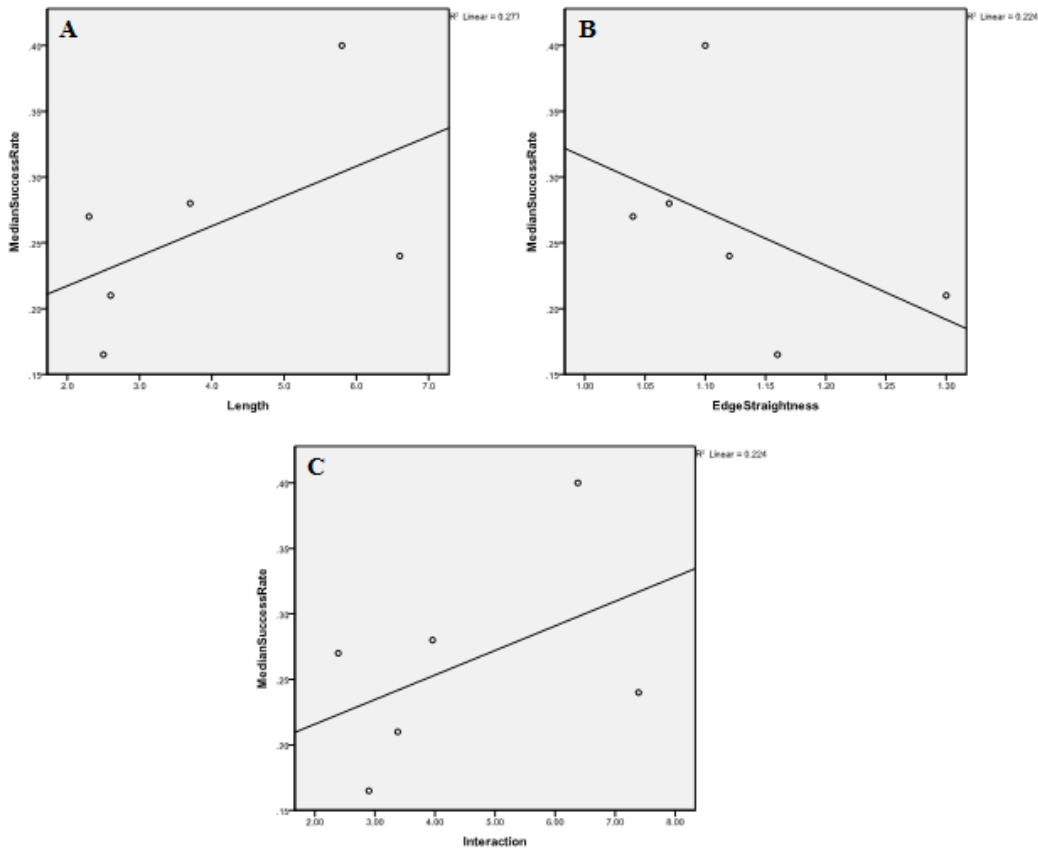 A
R² Linear = 0.277
MedianSuccessRate
.40
.35
.30
.25
.20
.15
2.0 3.0 4.0 5.0 6.0 7.0
Length
B
R² Linear = 0.224
MedianSuccessRate
.40
.35
.30
.25
.20
.15
1.00 1.05 1.10 1.15 1.20 1.25 1.30
EdgeStraightness
C
R² Linear = 0.224
MedianSuccessRate
.40
.35
.30
.25
.20
.15
2.00 3.00 4.00 5.00 6.00 7.00 8.00
Interaction